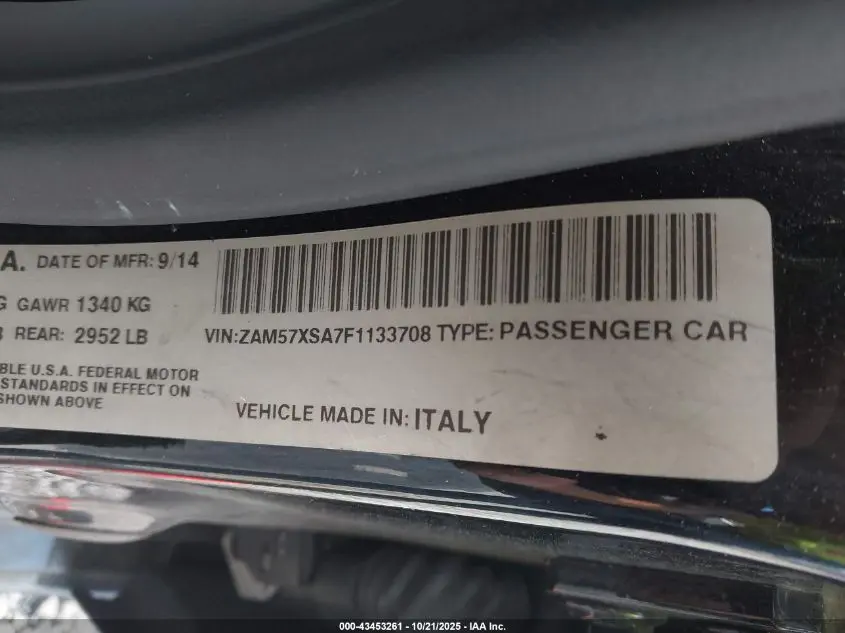 A. DATE OF MFR: 9/14
G GAWR 1340 KG
REAR: 2952 LB
VIN:ZAM57XSA7F1133708 TYPE: PASSENGER CAR
BLE U.S.A. FEDERAL MOTOR
STANDARDS IN EFFECT ON
SHOWN ABOVE
VEHICLE MADE IN: ITALY
000-43453261 - 10/21/2025 - IAA Inc.